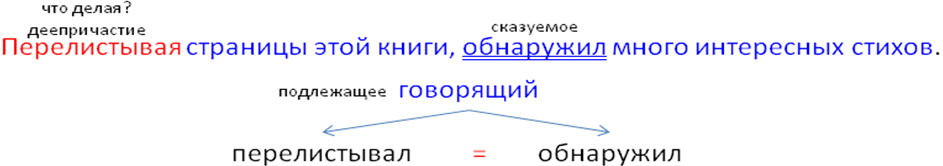 что делая?
деепричастие сказуемое
Перелистывая страницы этой книги, обнаружил много интересных стихов.
подлежащее говорящий
перелистывал = обнаружил